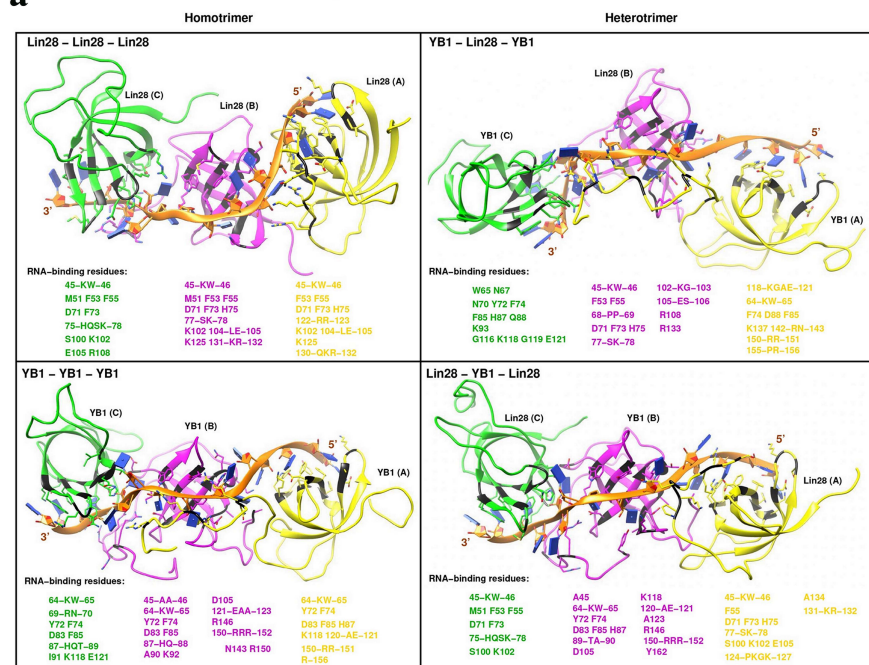 a
Homotrimer
Heterotrimer
Lin28 – Lin28 – Lin28
Lin28 (C)
Lin28 (B)
Lin28 (A)
5'
3'
RNA-binding residues:
45-KW-46
M51 F53 F55
D71 F73
75-HQSK-78
S100 K102
E105 R108
45-KW-46
M51 F53 F55
D71 F73 H75
77-SK-78
K102 104-LE-105
K125 131-KR-132
45-KW-46
F53 F55
D71 F73 H75
122-RR-123
K102 104-LE-105
K125
130-QKR-132
YB1 – Lin28 – YB1
Lin28 (B)
YB1 (C)
5'
3'
YB1 (A)
RNA-binding residues:
W65 N67
N70 Y72 F74
F85 H87 Q88
K93
G116 K118 G119 E121
45-KW-46
F53 F55
68-PP-69
D71 F73 H75
77-SK-78
102-KG-103
105-ES-106
R108
R133
118-KGAE-121
64-KW-65
F74 D88 F85
K137 142-RN-143
150-RR-151
155-PR-156
YB1 – YB1 – YB1
YB1 (C)
YB1 (B)
5'
YB1 (A)
3'
RNA-binding residues:
64-KW-65
69-RN-70
Y72 F74
D83 F85
87-HQT-89
I91 K118 E121
45-AA-46
64-KW-65
Y72 F74
D83 F85
87-HQ-88
A90 K92
D105
121-EAA-123
R146
150-RRR-152
N143 R150
64-KW-65
Y72 F74
D83 F85 H87
K118 120-AE-121
150-RR-151
R-156
Lin28 – YB1 – Lin28
Lin28 (C)
YB1 (B)
5'
Lin28 (A)
3'
RNA-binding residues:
45-KW-46
M51 F53 F55
D71 F73
75-HQSK-78
S100 K102
A45
64-KW-65
Y72 F74
D83 F85 H87
89-TA-90
D105
K118
120-AE-121
A123
R146
150-RRR-152
Y162
45-KW-46
F55
D71 F73 H75
77-SK-78
S100 K102 E105
124-PKGK-127
A134
131-KR-132